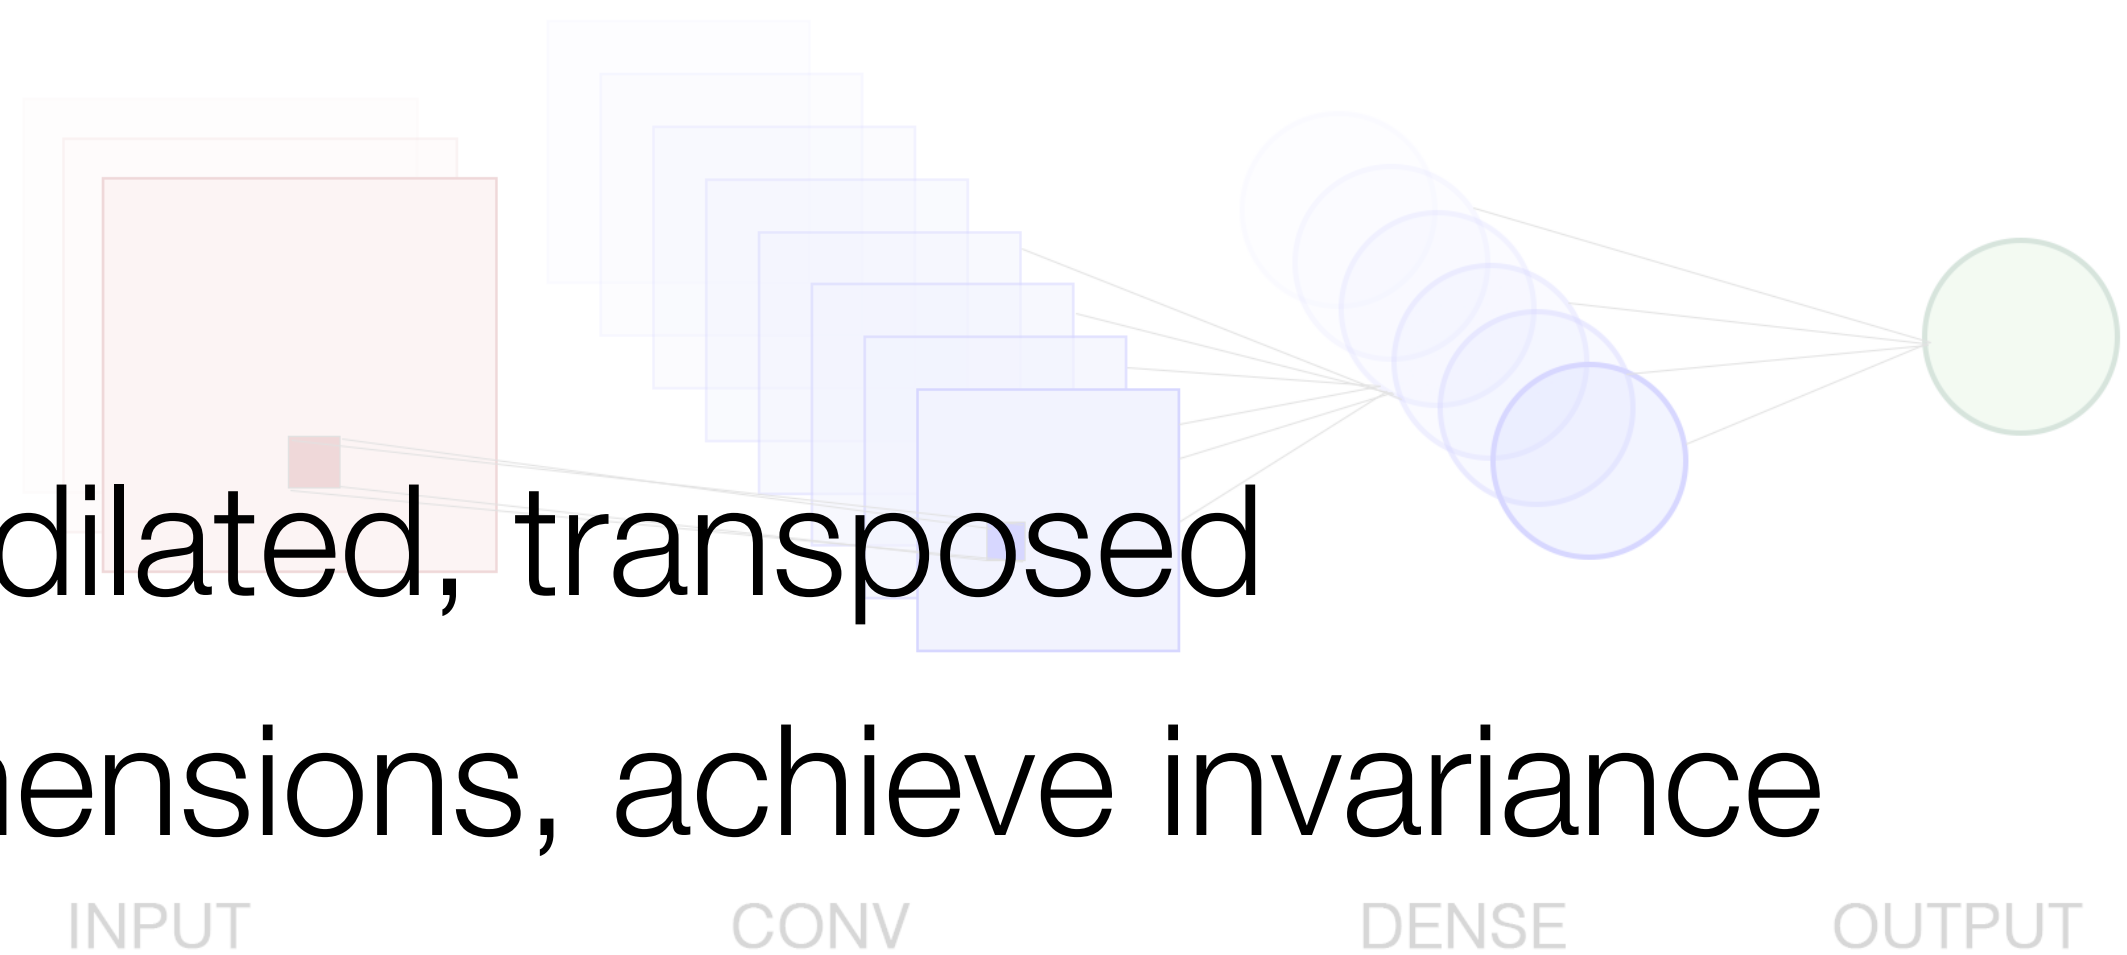 dilated, transposed
ensions, achieve invariance
INPUT CONV DENSE OUTPUT